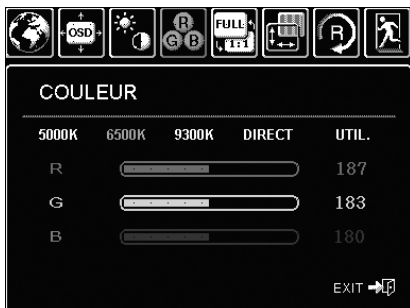 OSD R G B FULL 1:1 R
COULEUR
5000K 6500K 9300K DIRECT UTIL.
R 187
G 183
B 180
EXIT